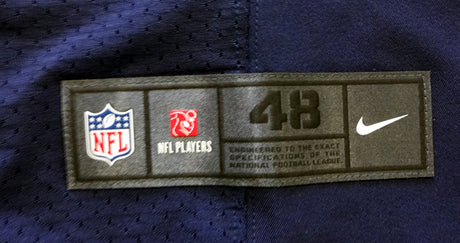 NFL
NFL PLAYERS
48
ENGINEERED TO THE EXACT
SPECIFICATIONS OF THE
NATIONAL FOOTBALL LEAGUE.